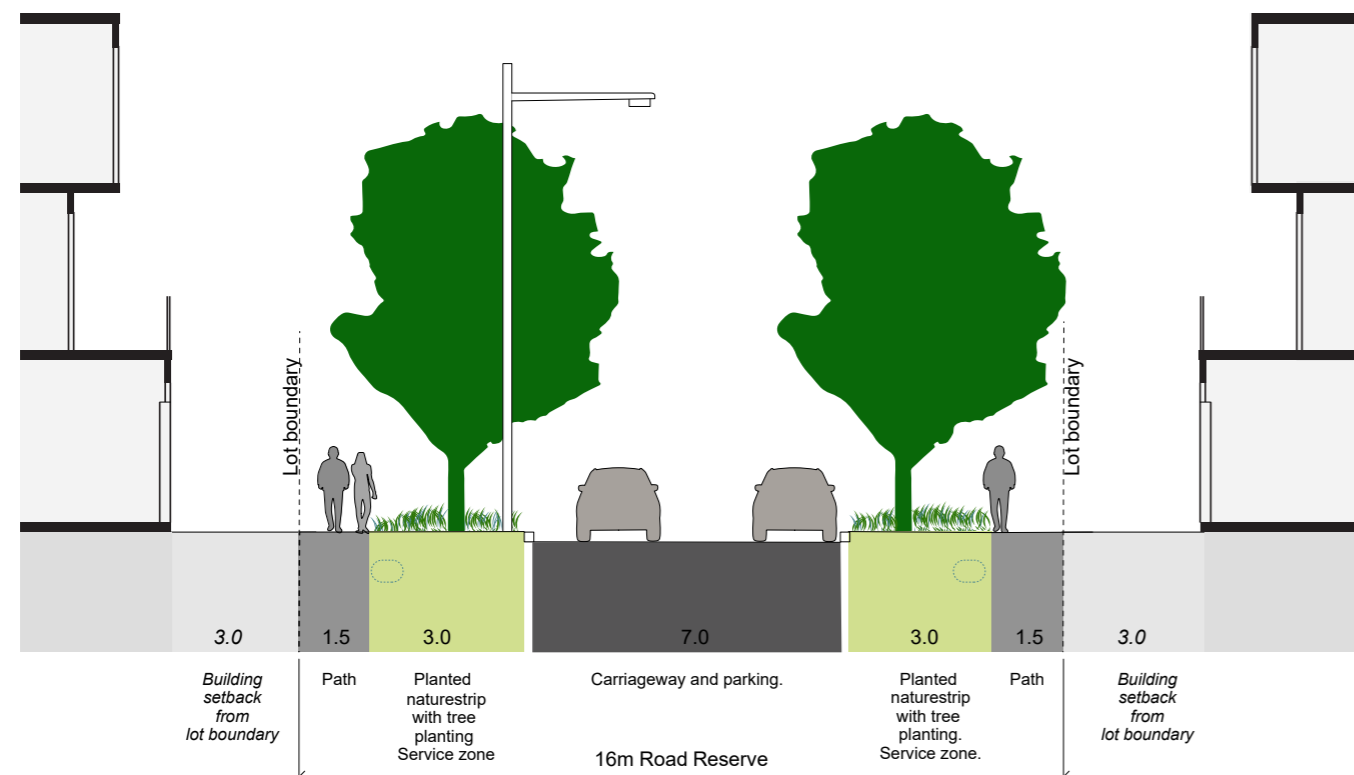 Lot boundary
Lot boundary
3.0
1.5
3.0
7.0
3.0
1.5
3.0
Building
setback
from
lot boundary
Path
Planted
naturestrip
with tree
planting
Service zone
Carriageway and parking.
Planted
naturestrip
with tree
planting.
Service zone.
Path
Building
setback
from
lot boundary
16m Road Reserve